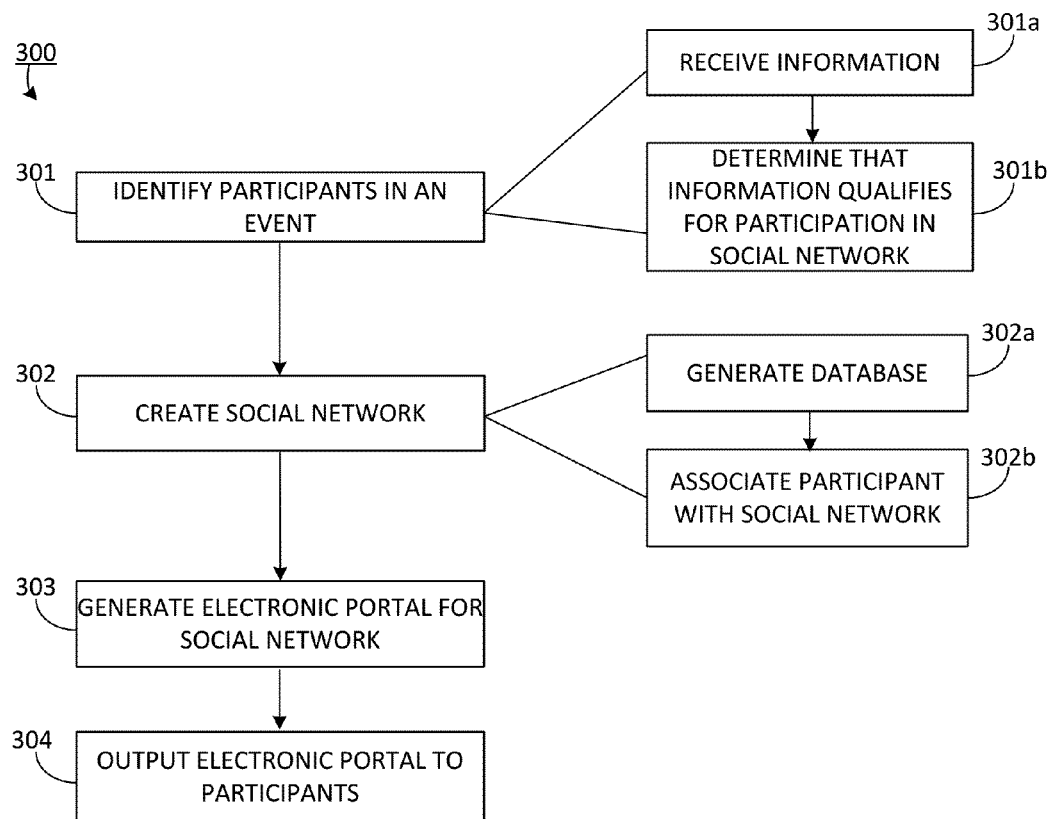 300
301
IDENTIFY PARTICIPANTS IN AN
EVENT
301a
RECEIVE INFORMATION
301b
DETERMINE THAT
INFORMATION QUALIFIES
FOR PARTICIPATION IN
SOCIAL NETWORK
302
CREATE SOCIAL NETWORK
302a
GENERATE DATABASE
302b
ASSOCIATE PARTICIPANT
WITH SOCIAL NETWORK
303
GENERATE ELECTRONIC PORTAL FOR
SOCIAL NETWORK
304
OUTPUT ELECTRONIC PORTAL TO
PARTICIPANTS